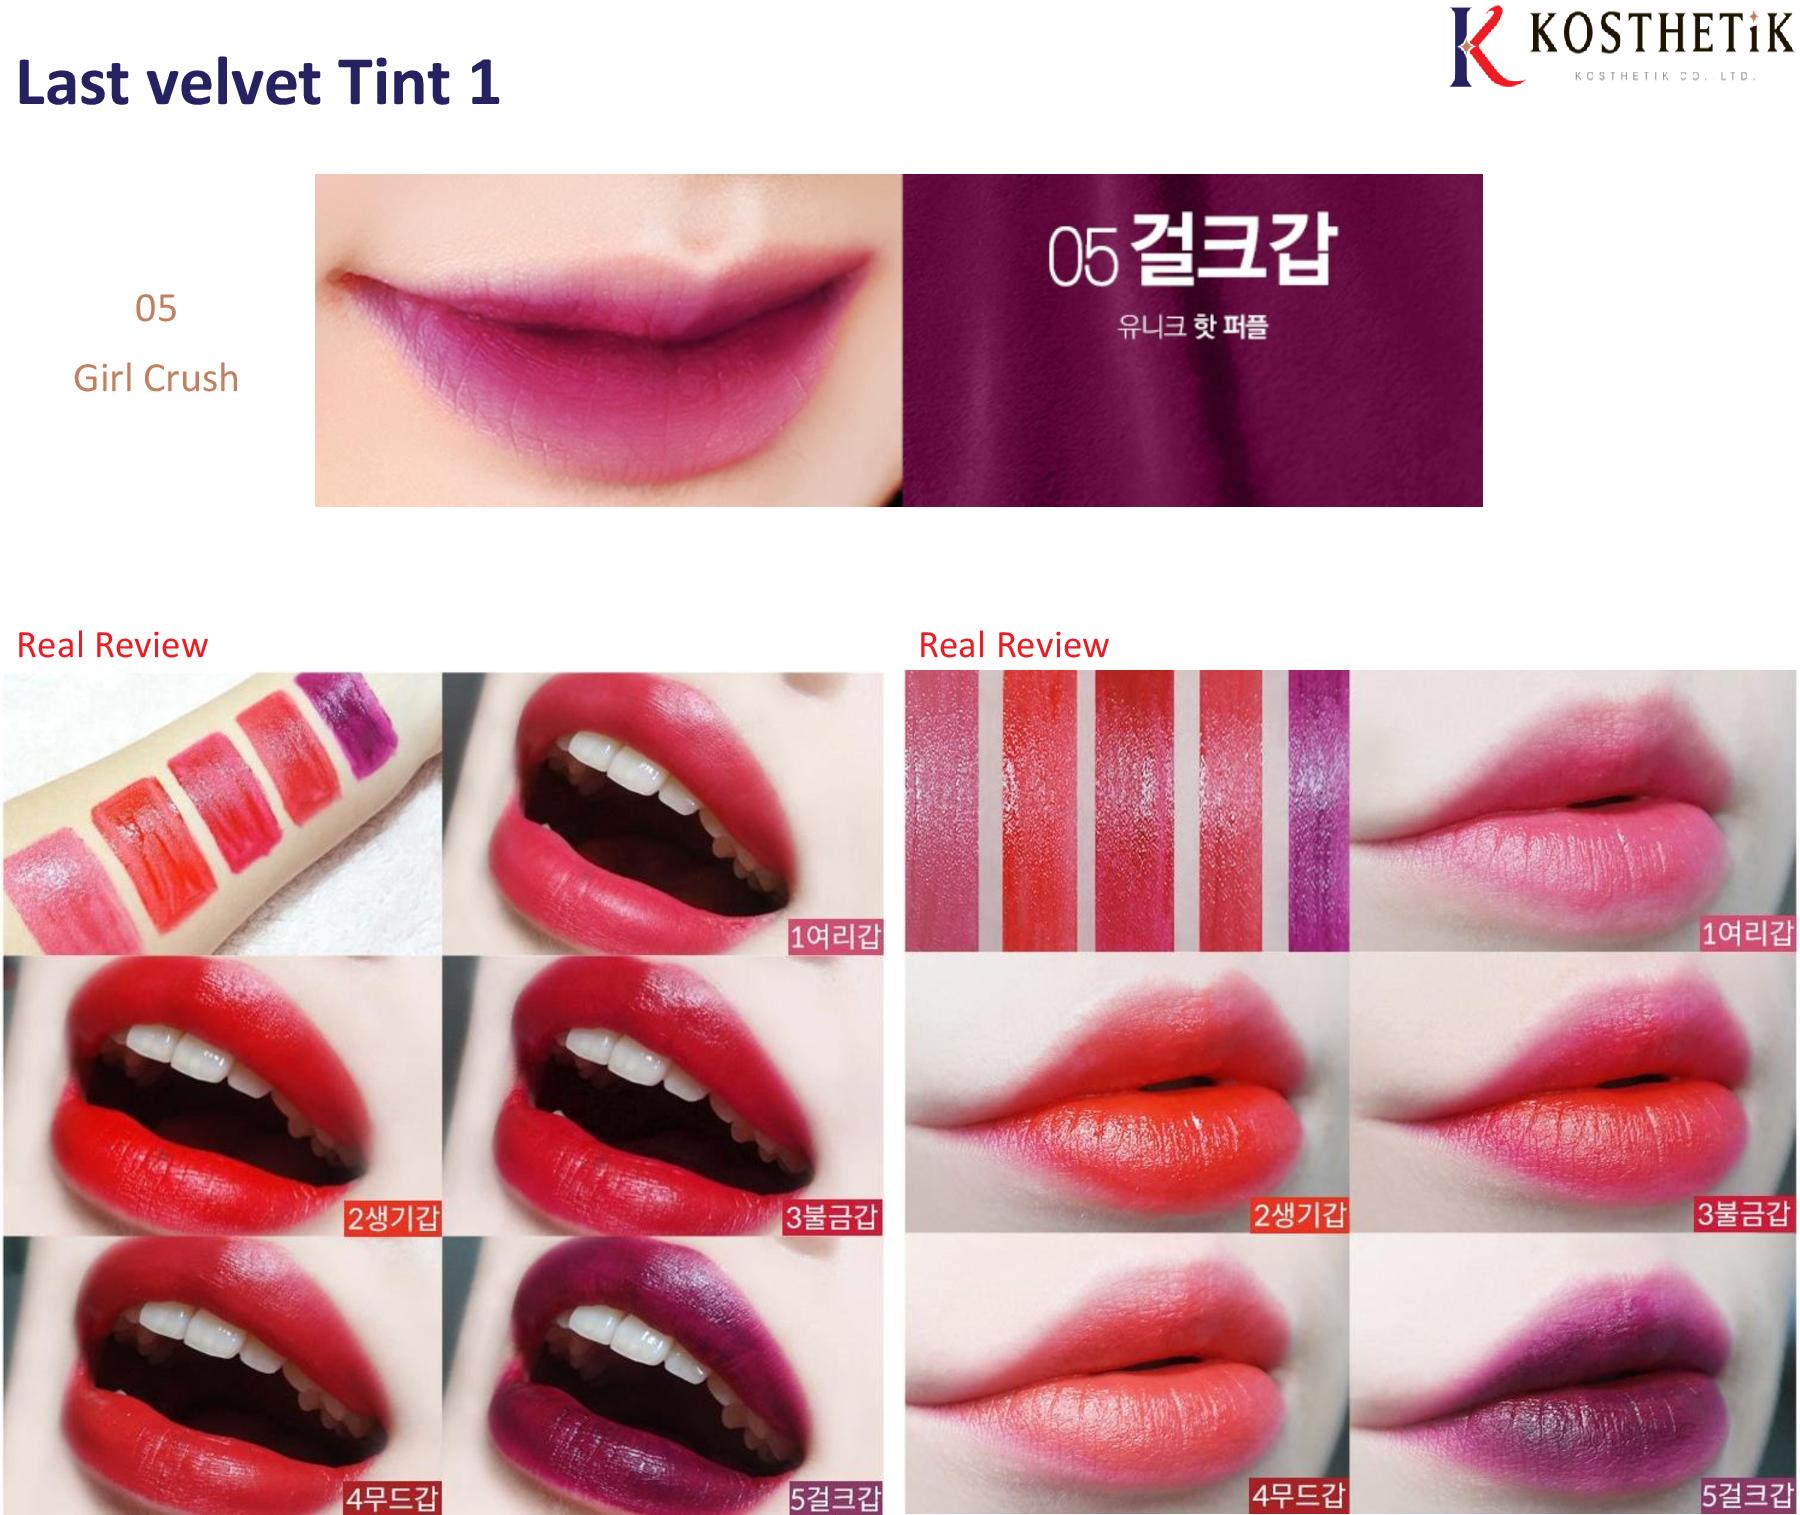 KOSTHETiK
KOSTHETIK CO. LTD.
Last velvet Tint 1
05
Girl Crush
05 걸크갑
유니크 핫 퍼플
Real Review
1여리갑
2생기갑
3불금갑
4무드갑
5걸크갑
Real Review
1여리갑
2생기갑
3불금갑
4무드갑
5걸크갑